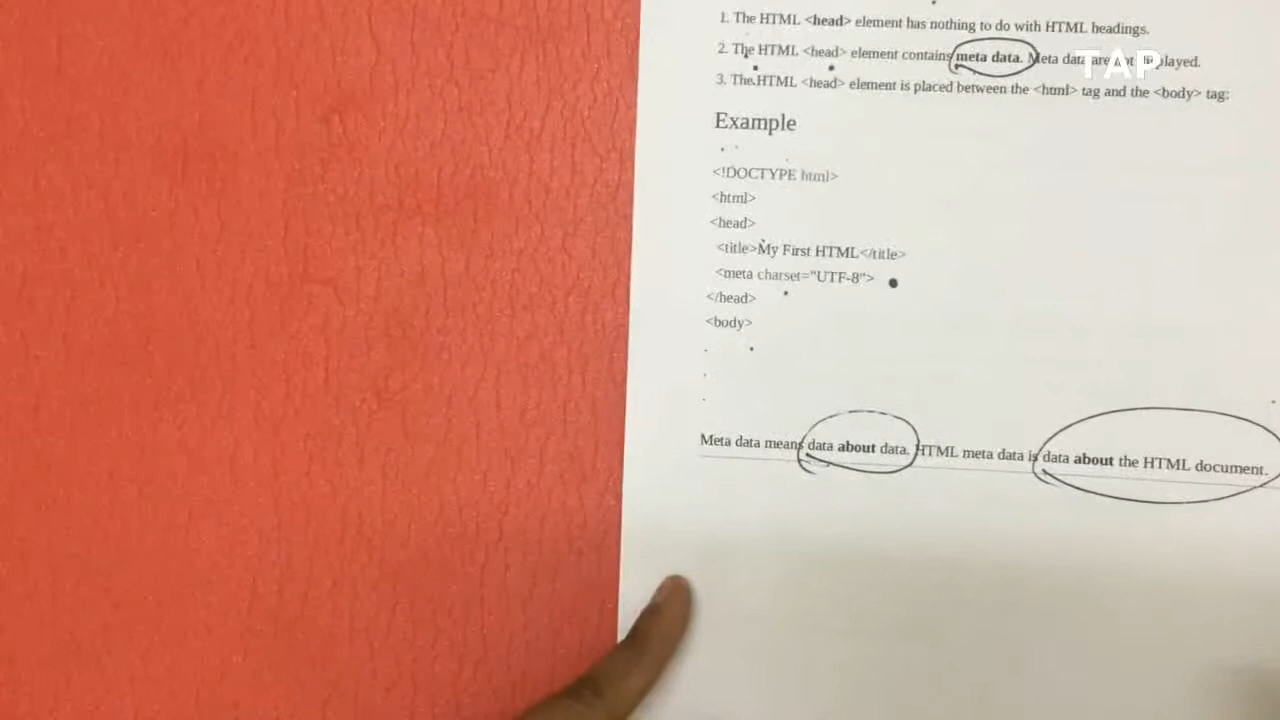 1. The HTML <head> element has nothing to do with HTML headings.
2. The HTML <head> element contains meta data. Meta data are not displayed.
TAP
3. The HTML <head> element is placed between the <html> tag and the <body> tag:
Example
<!DOCTYPE html>
<html>
<head>
<title>My First HTML</title>
<meta charset="UTF-8">
</head>
<body>
.
.
.
Meta data means data about data. HTML meta data is data about the HTML document.